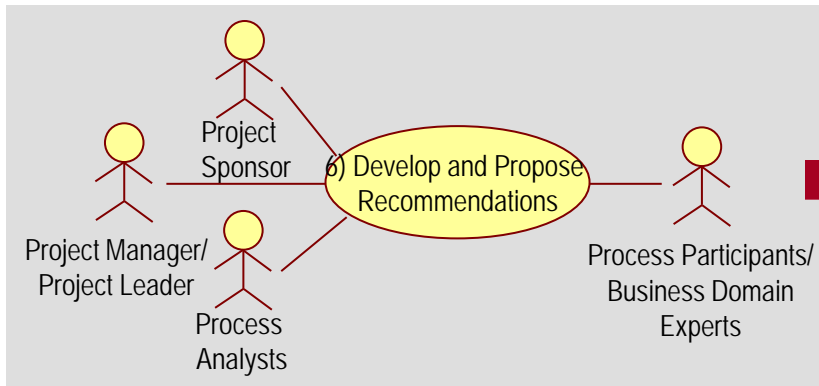 Project
Sponsor
6) Develop and Propose
Recommendations
Project Manager/
Project Leader
Process
Analysts
Process Participants/
Business Domain
Experts